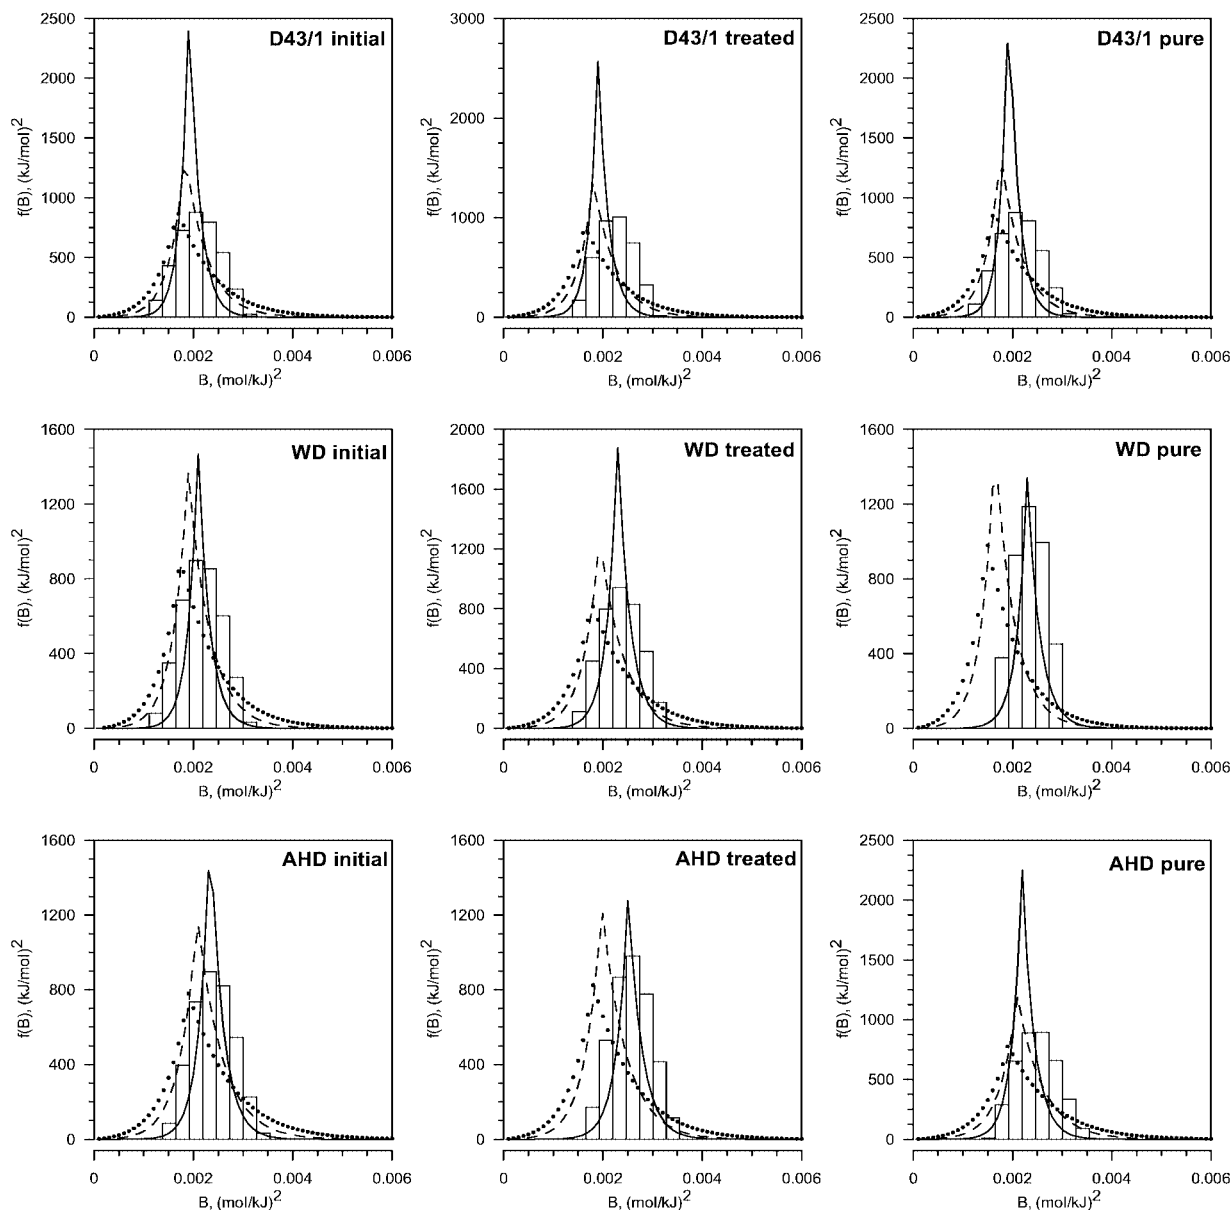 D43/1 initial
f(B), (kJ/mol)^2
2500
2000
1500
1000
500
0
0 0.002 0.004 0.006
B, (mol/kJ)^2
D43/1 treated
f(B), (kJ/mol)^2
3000
2000
1000
0
0 0.002 0.004 0.006
B, (mol/kJ)^2
D43/1 pure
f(B), (kJ/mol)^2
2500
2000
1500
1000
500
0
0 0.002 0.004 0.006
B, (mol/kJ)^2
WD initial
f(B), (kJ/mol)^2
1600
1200
800
400
0
0 0.002 0.004 0.006
B, (mol/kJ)^2
WD treated
f(B), (kJ/mol)^2
2000
1600
1200
800
400
0
0 0.002 0.004 0.006
B, (mol/kJ)^2
WD pure
f(B), (kJ/mol)^2
1600
1200
800
400
0
0 0.002 0.004 0.006
B, (mol/kJ)^2
AHD initial
f(B), (kJ/mol)^2
1600
1200
800
400
0
0 0.002 0.004 0.006
B, (mol/kJ)^2
AHD treated
f(B), (kJ/mol)^2
1600
1200
800
400
0
0 0.002 0.004 0.006
B, (mol/kJ)^2
AHD pure
f(B), (kJ/mol)^2
2500
2000
1500
1000
500
0
0 0.002 0.004 0.006
B, (mol/kJ)^2